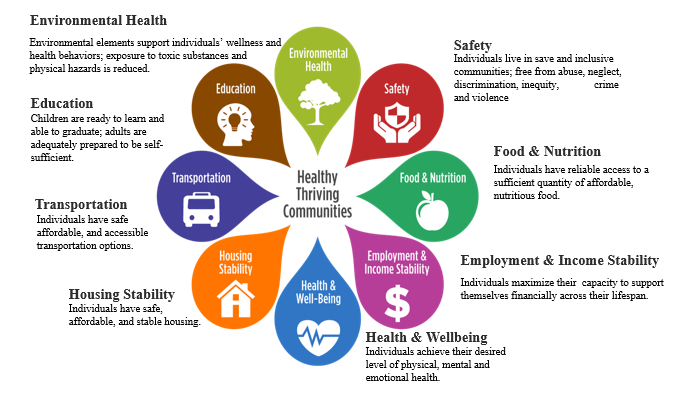 Environmental Health
Environmental elements support individuals' wellness and
health behaviors; exposure to toxic substances and
physical hazards is reduced.
Education
Children are ready to learn and
able to graduate; adults are
adequately prepared to be self-
sufficient.
Transportation
Individuals have safe
affordable, and accessible
transportation options.
Housing Stability
Individuals have safe,
affordable, and stable housing.
Environmental
Health
Education
Safety
Transportation
Healthy
Thriving
Communities
Food & Nutrition
Housing
Stability
Health &
Well-Being
Employment &
Income Stability
$
Safety
Individuals live in save and inclusive
communities; free from abuse, neglect,
discrimination, inequity, crime
and violence
Food & Nutrition
Individuals have reliable access to a
sufficient quantity of affordable,
nutritious food.
Employment & Income Stability
Individuals maximize their capacity to support
themselves financially across their lifespan.
Health & Wellbeing
Individuals achieve their desired
level of physical, mental and
emotional health.